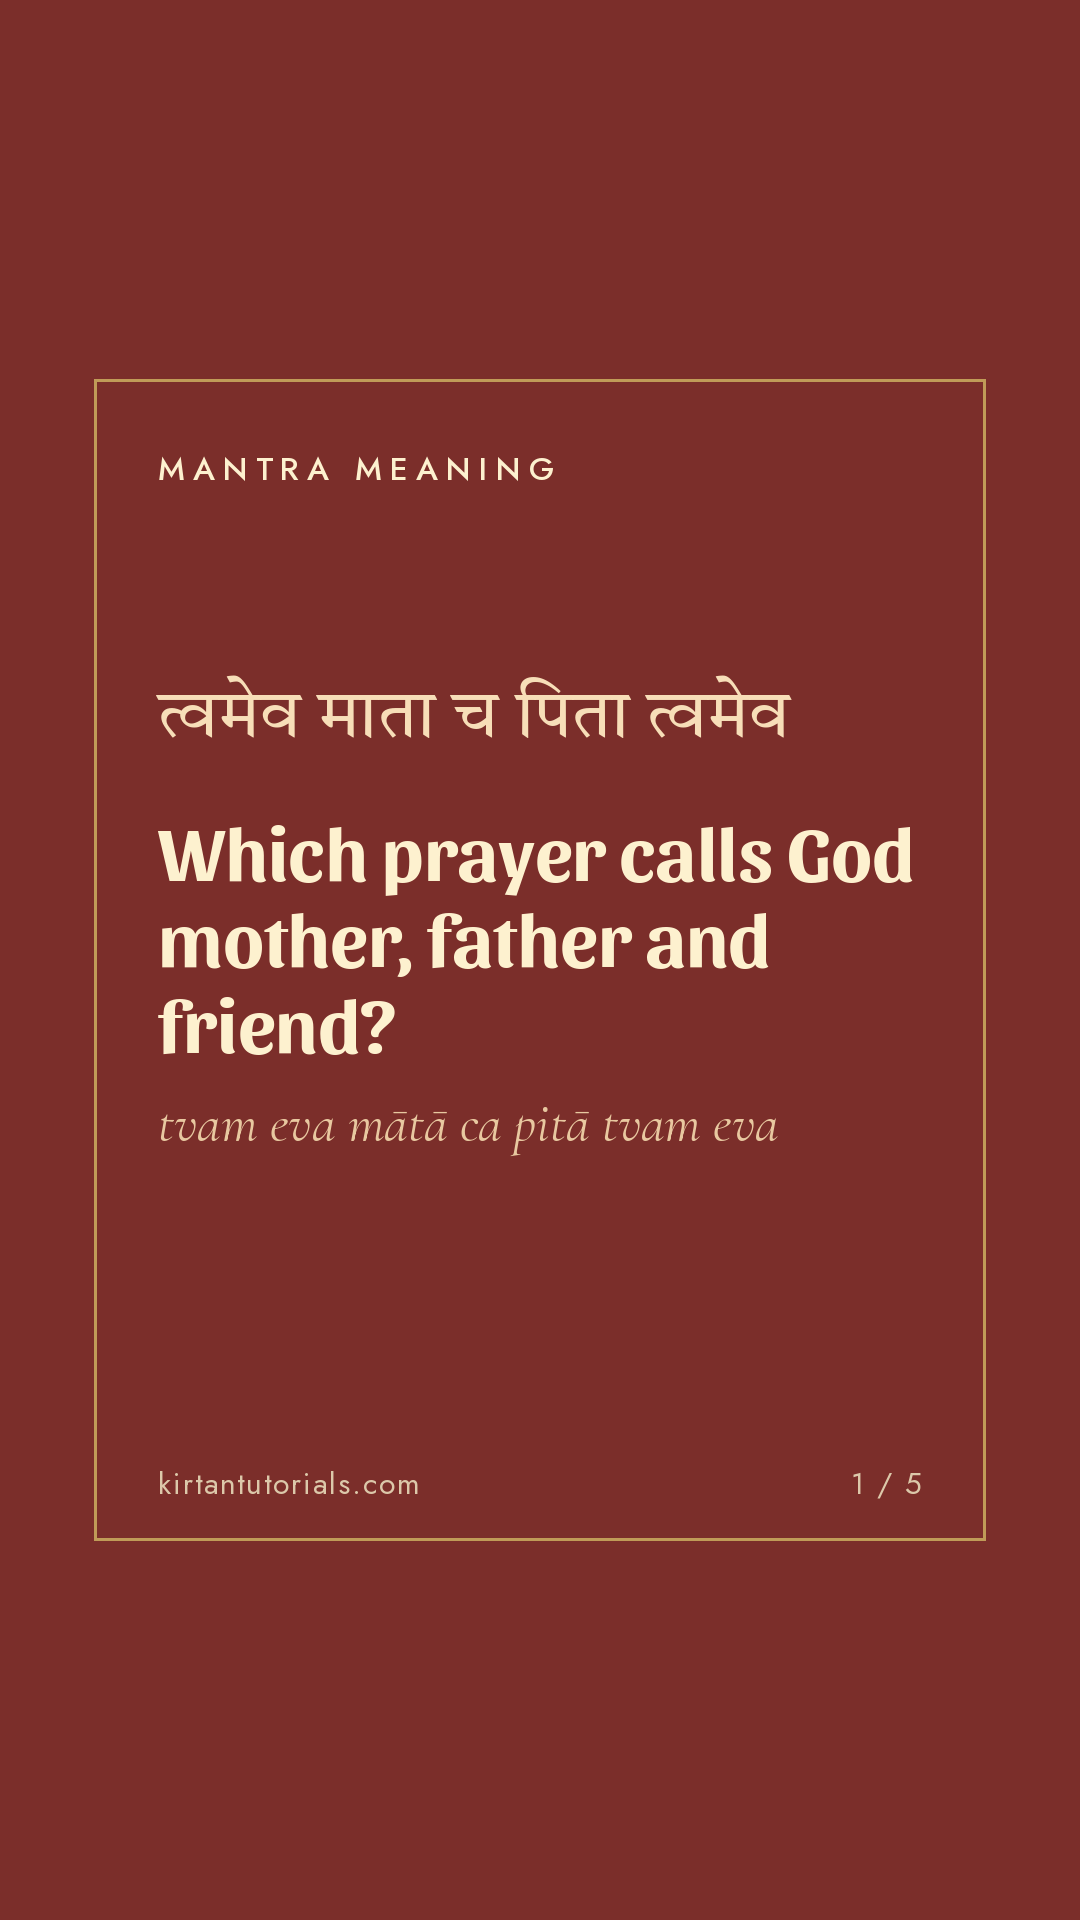 MANTRA MEANING
त्वमेव माता च पिता त्वमेव
Which prayer calls God
mother, father and
friend?
tvam eva mātā ca pitā tvam eva
kirtantutorials.com
1 / 5